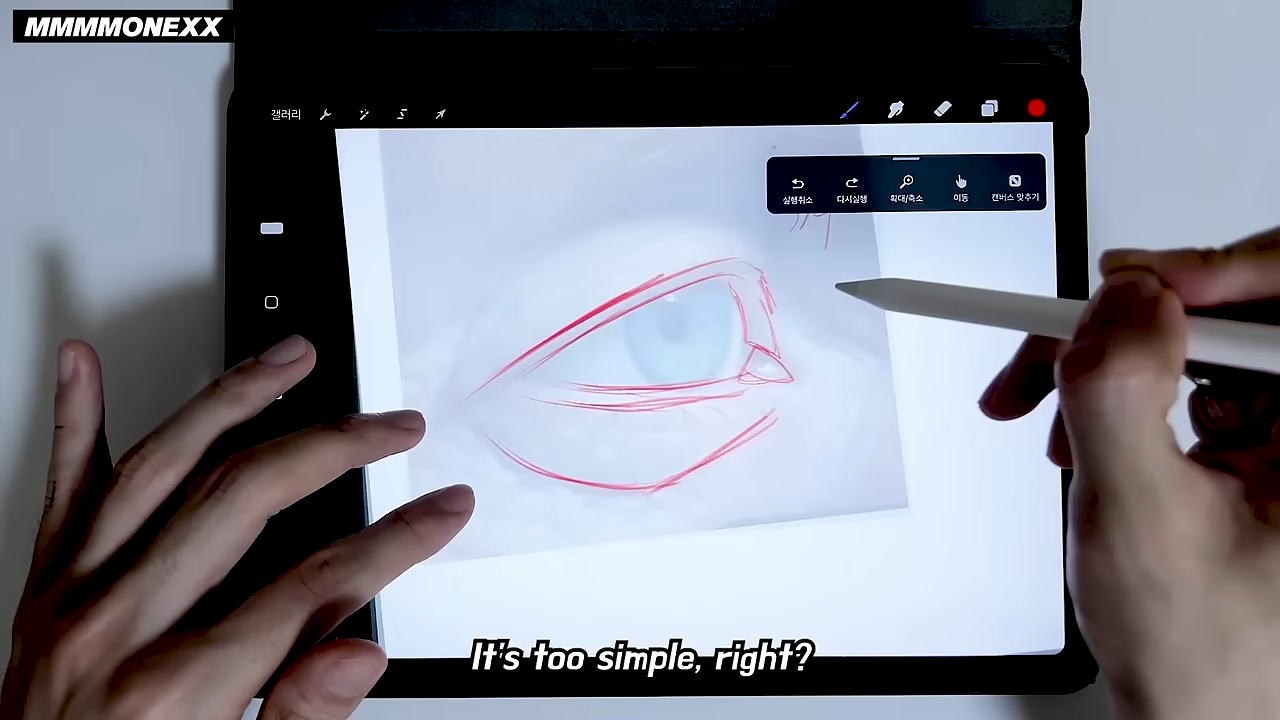 MMMMONEXX
갤러리
실행취소
다시실행
확대/축소
이동
캔버스 맞추기
It's too simple, right?